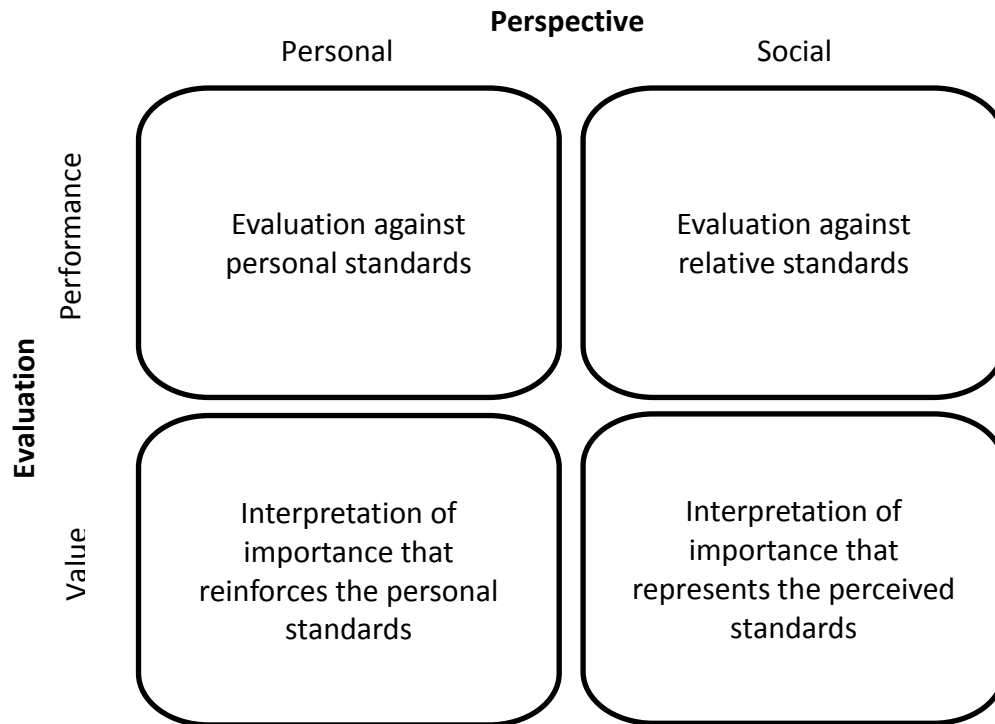 Perspective
Personal
Social
Evaluation
Performance
Evaluation against
personal standards
Evaluation against
relative standards
Value
Interpretation of
importance that
reinforces the personal
standards
Interpretation of
importance that
represents the perceived
standards